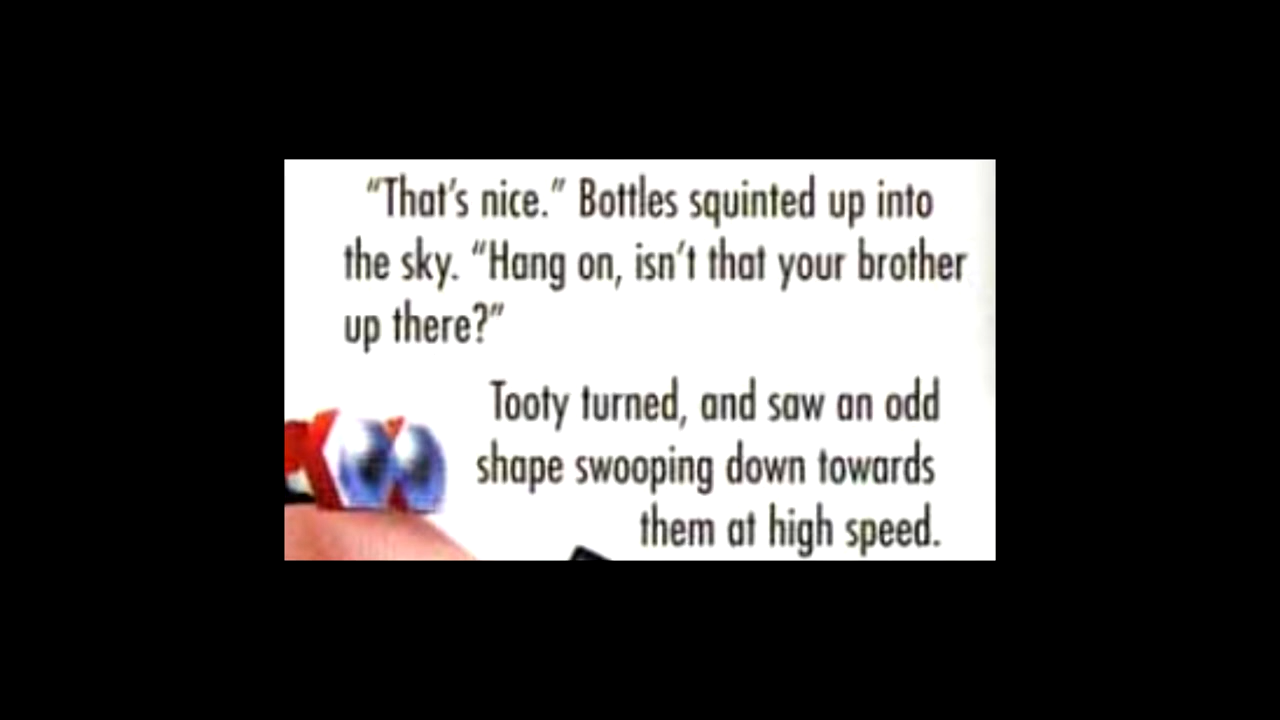 “That’s nice.” Bottles squinted up into
the sky. “Hang on, isn’t that your brother
up there?”
Tooty turned, and saw an odd
shape swooping down towards
them at high speed.